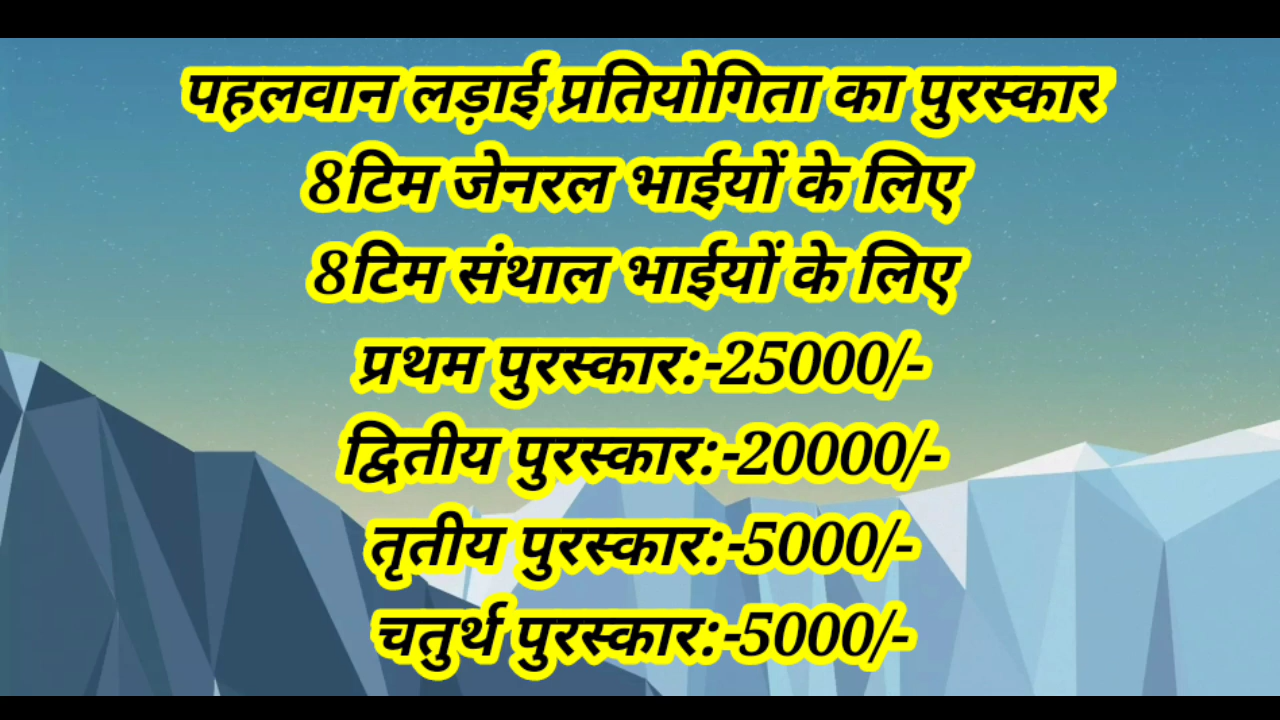 पहलवान लड़ाई प्रतियोगिता का पुरस्कार
8टिम जेनरल भाईयों के लिए
8टिम संथाल भाईयों के लिए
प्रथम पुरस्कार:-25000/-
द्वितीय पुरस्कार:-20000/-
तृतीय पुरस्कार:-5000/-
चतुर्थ पुरस्कार:-5000/-